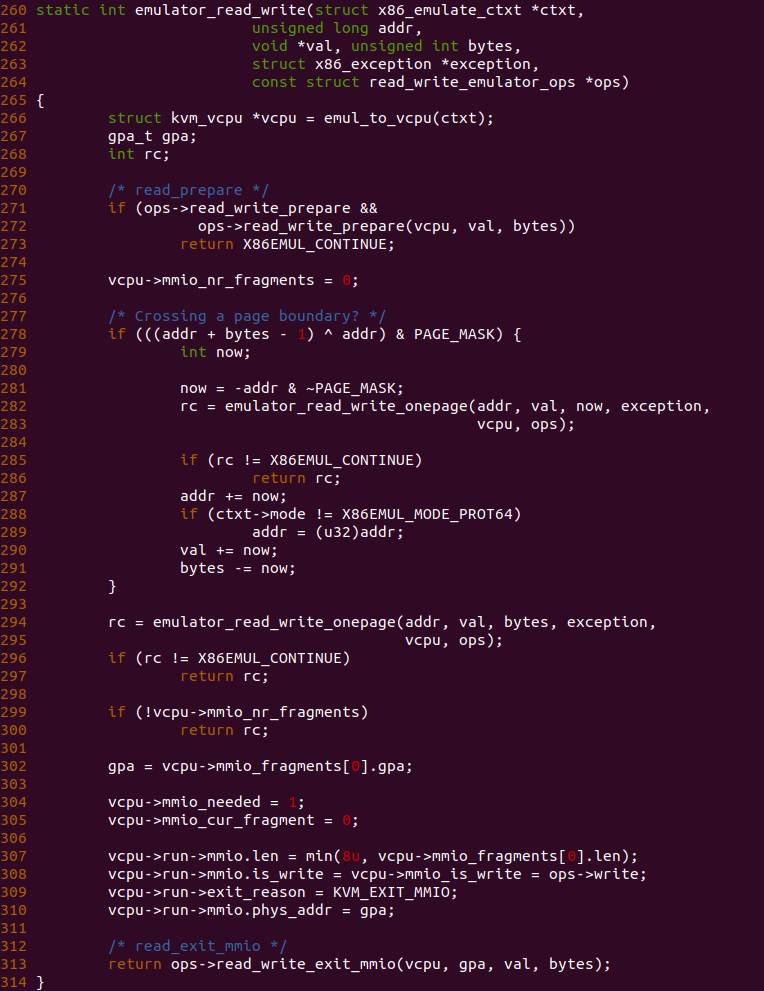 260 static int emulator_read_write(struct x86_emulate_ctxt *ctxt,
261                         unsigned long addr,
262                         void *val, unsigned int bytes,
263                         struct x86_exception *exception,
264                         const struct read_write_emulator_ops *ops)
265 {
266         struct kvm_vcpu *vcpu = emul_to_vcpu(ctxt);
267         gpa_t gpa;
268         int rc;
269
270         /* read_prepare */
271         if (ops->read_write_prepare &&
272                   ops->read_write_prepare(vcpu, val, bytes))
273                 return X86EMUL_CONTINUE;
274
275         vcpu->mmio_nr_fragments = 0;
276
277         /* Crossing a page boundary? */
278         if (((addr + bytes - 1) ^ addr) & PAGE_MASK) {
279                 int now;
280
281                 now = -addr & ~PAGE_MASK;
282                 rc = emulator_read_write_onepage(addr, val, now, exception,
283                                                  vcpu, ops);
284
285                 if (rc != X86EMUL_CONTINUE)
286                         return rc;
287                 addr += now;
288                 if (ctxt->mode != X86EMUL_MODE_PROT64)
289                         addr = (u32)addr;
290                 val += now;
291                 bytes -= now;
292         }
293
294         rc = emulator_read_write_onepage(addr, val, bytes, exception,
295                                          vcpu, ops);
296         if (rc != X86EMUL_CONTINUE)
297                 return rc;
298
299         if (!vcpu->mmio_nr_fragments)
300                 return rc;
301
302         gpa = vcpu->mmio_fragments[0].gpa;
303
304         vcpu->mmio_needed = 1;
305         vcpu->mmio_cur_fragment = 0;
306
307         vcpu->run->mmio.len = min(8u, vcpu->mmio_fragments[0].len);
308         vcpu->run->mmio.is_write = vcpu->mmio_is_write = ops->write;
309         vcpu->run->exit_reason = KVM_EXIT_MMIO;
310         vcpu->run->mmio.phys_addr = gpa;
311
312         /* read_exit_mmio */
313         return ops->read_write_exit_mmio(vcpu, gpa, val, bytes);
314 }